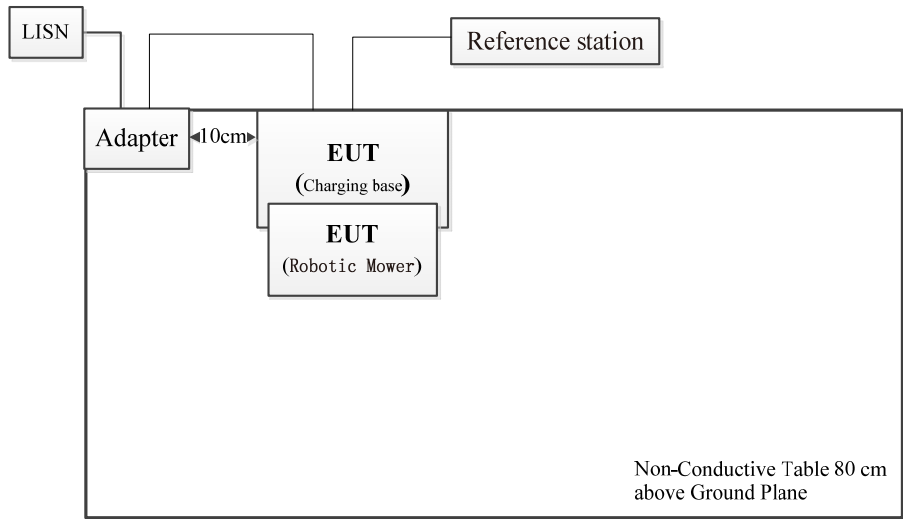 LISN
Reference station
Adapter
10cm
EUT
(Charging base)
EUT
(Robotic Mower)
Non-Conductive Table 80 cm
above Ground Plane